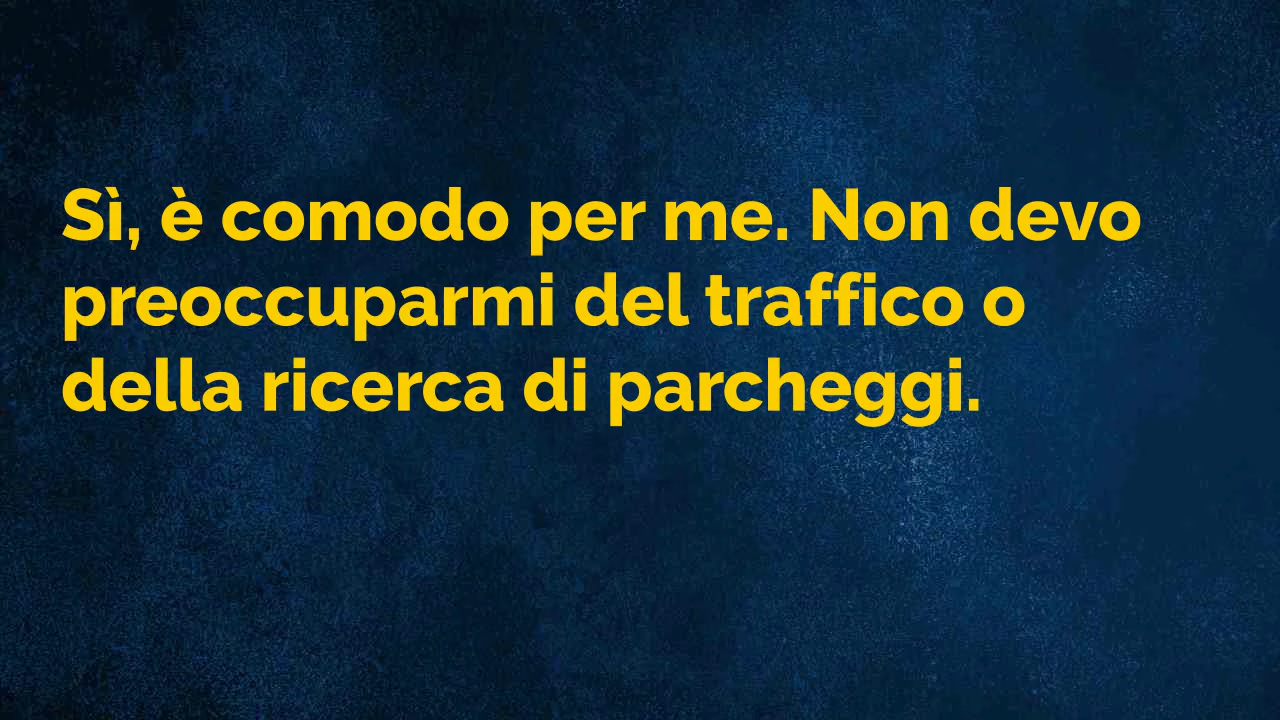 Sì, è comodo per me. Non devo
preoccuparmi del traffico o
della ricerca di parcheggi.